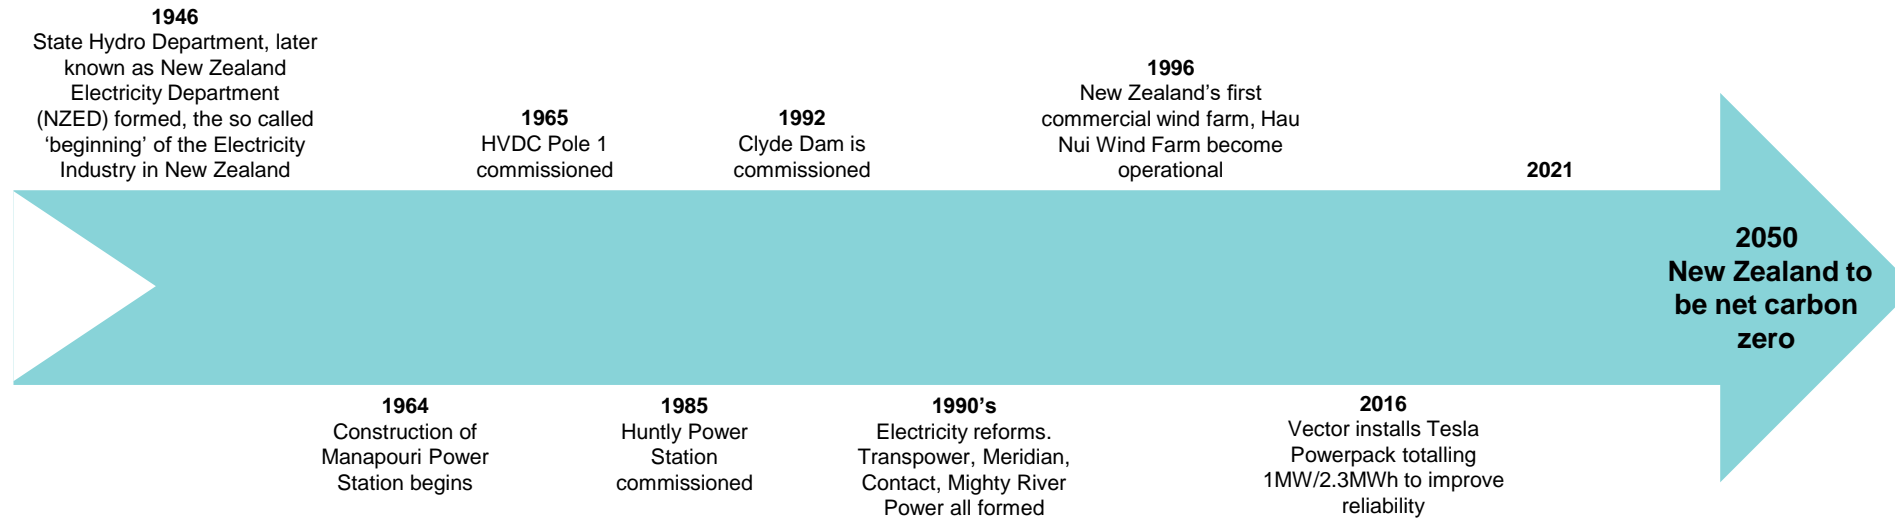 1946
State Hydro Department, later
known as New Zealand
Electricity Department
(NZED) formed, the so called
‘beginning’ of the Electricity
Industry in New Zealand
1965
HVDC Pole 1
commissioned
1992
Clyde Dam is
commissioned
1996
New Zealand’s first
commercial wind farm, Hau
Nui Wind Farm become
operational
2021
2050
New Zealand to
be net carbon
zero
1964
Construction of
Manapouri Power
Station begins
1985
Huntly Power
Station
commissioned
1990’s
Electricity reforms.
Transpower, Meridian,
Contact, Mighty River
Power all formed
2016
Vector installs Tesla
Powerpack totalling
1MW/2.3MWh to improve
reliability